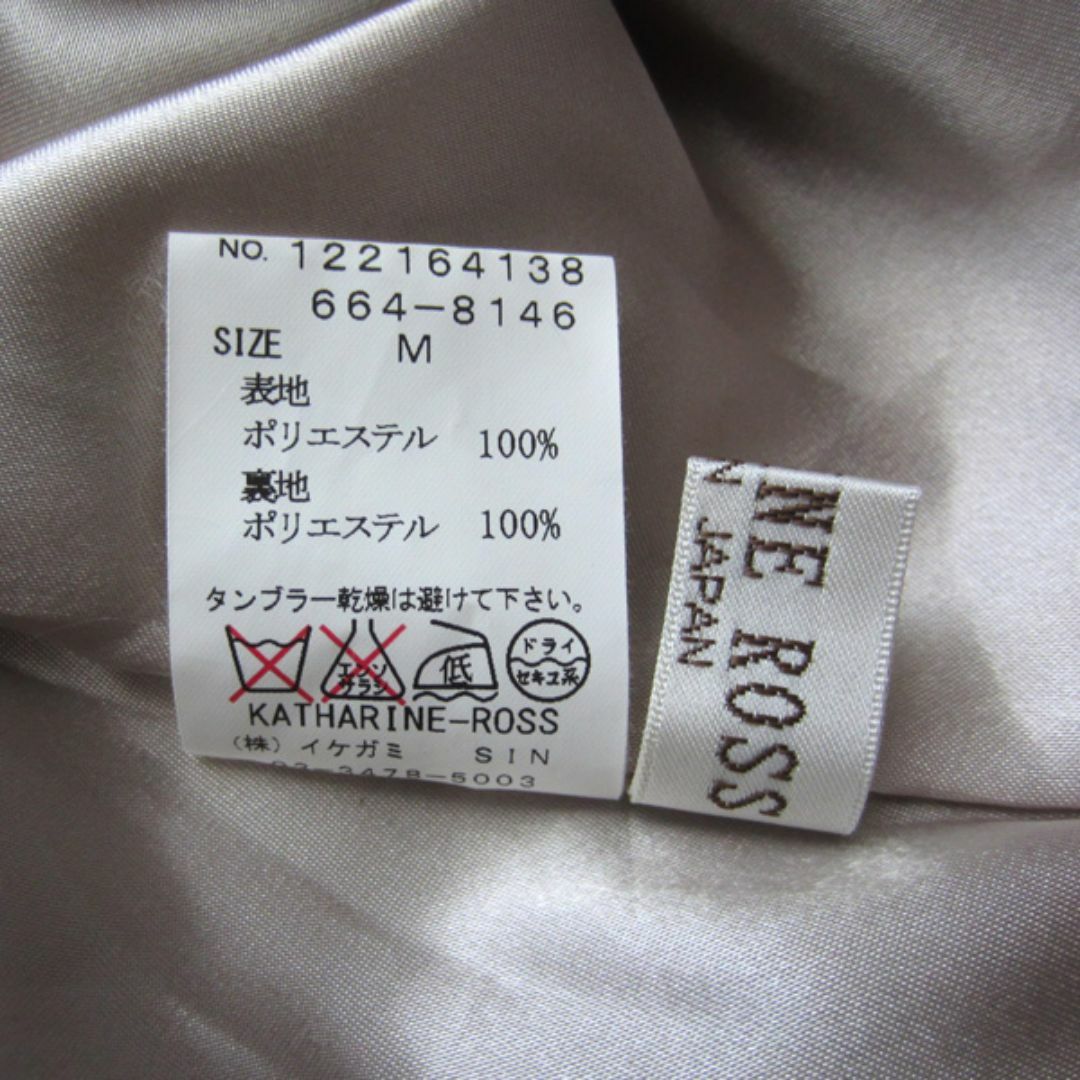 NO. 122164138
664-8146
SIZE M
表地
ポリエステル 100%
裏地
ポリエステル 100%
タンブラー乾燥は避けて下さい。
エンソ
サラシ
低
ドライ
セキユ系
KATHARINE-ROSS
(株) イケガミ SIN
03-3478-5003
NE ROSS
N JAPAN